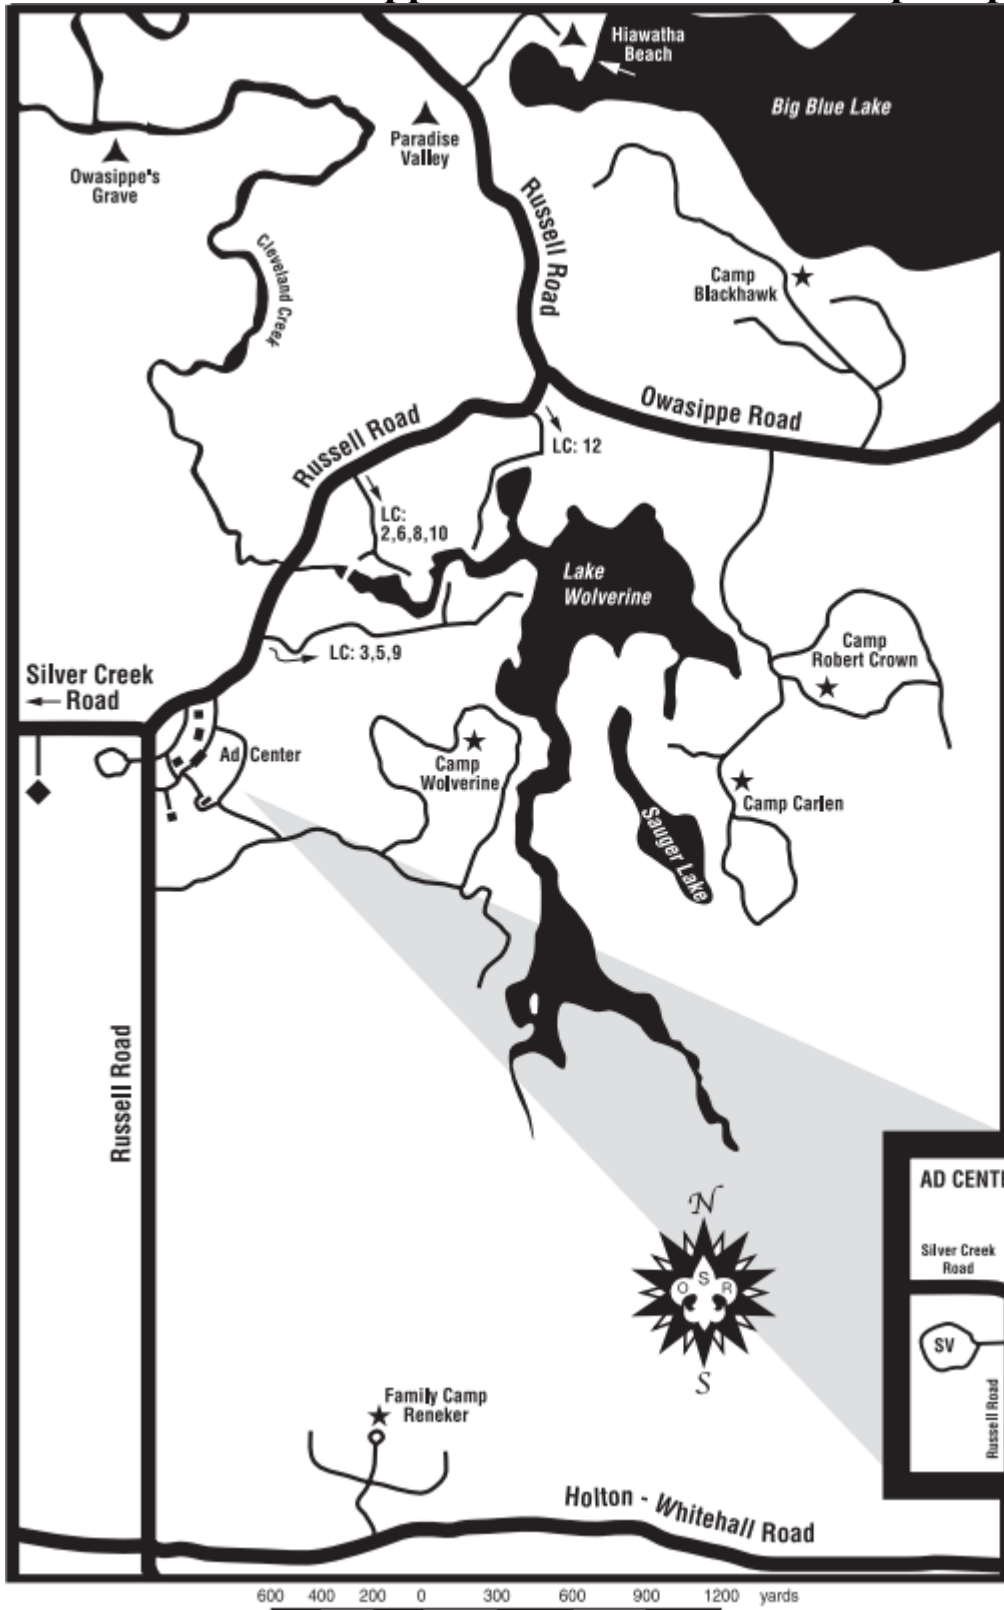 Hiawatha
Beach
Big Blue Lake
Paradise
Valley
Owasippe's
Grave
Russell Road
Cleveland Creek
Camp
Blackhawk
Owasippe Road
Russell Road
LC: 12
LC:
2,6,8,10
Lake
Wolverine
Camp
Robert Crown
LC: 3,5,9
Silver Creek
Road
Ad Center
Camp
Wolverine
Camp Carlen
Sauger Lake
Russell Road
AD CENT
Silver Creek
Road
SV
Russell Road
N
O S R
S
Family Camp
Reneker
Holton - Whitehall Road
600 400 200 0 300 600 900 1200 yards